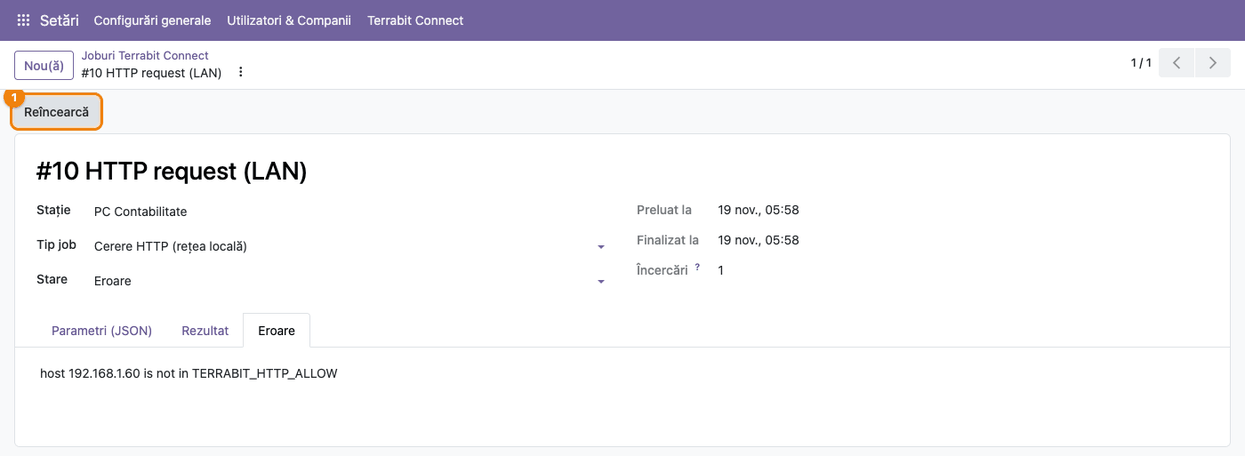 Setări Configurări generale Utilizatori & Companii Terrabit Connect
Nou(ă) Joburi Terrabit Connect
#10 HTTP request (LAN)
1 / 1
1
Reîncearcă
#10 HTTP request (LAN)
Stație PC Contabilitate
Tip job Cerere HTTP (rețea locală)
Stare Eroare
Preluat la 19 nov., 05:58
Finalizat la 19 nov., 05:58
Încercări ? 1
Parametri (JSON) Rezultat Eroare
host 192.168.1.60 is not in TERRABIT_HTTP_ALLOW